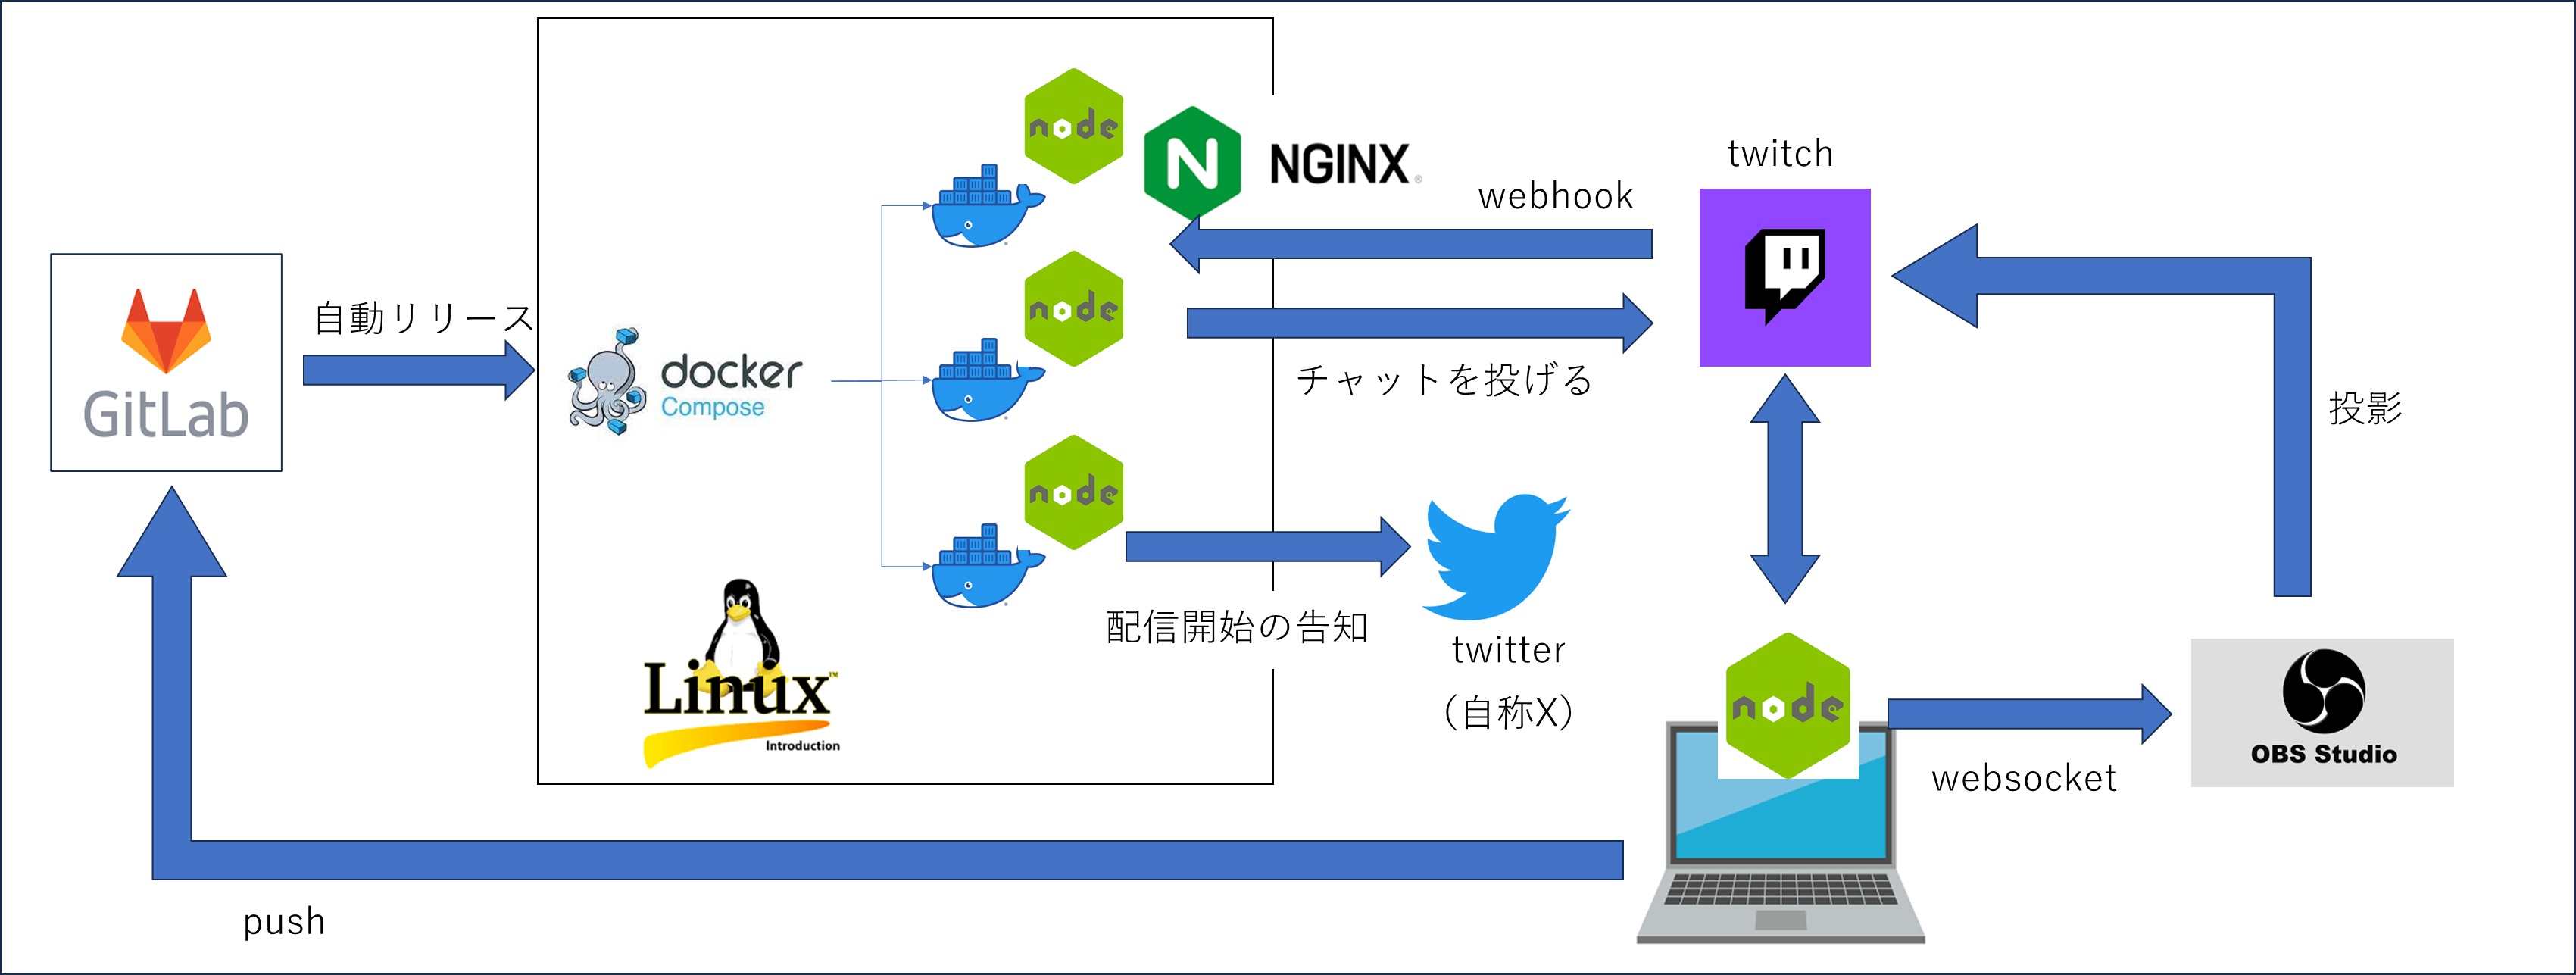 node
NGINX
twitch
webhook
node
GitLab
自動リリース
docker
Compose
チャットを投げる
投影
node
配信開始の告知
twitter
(自称X)
Linux™
Introduction
node
OBS Studio
websocket
push